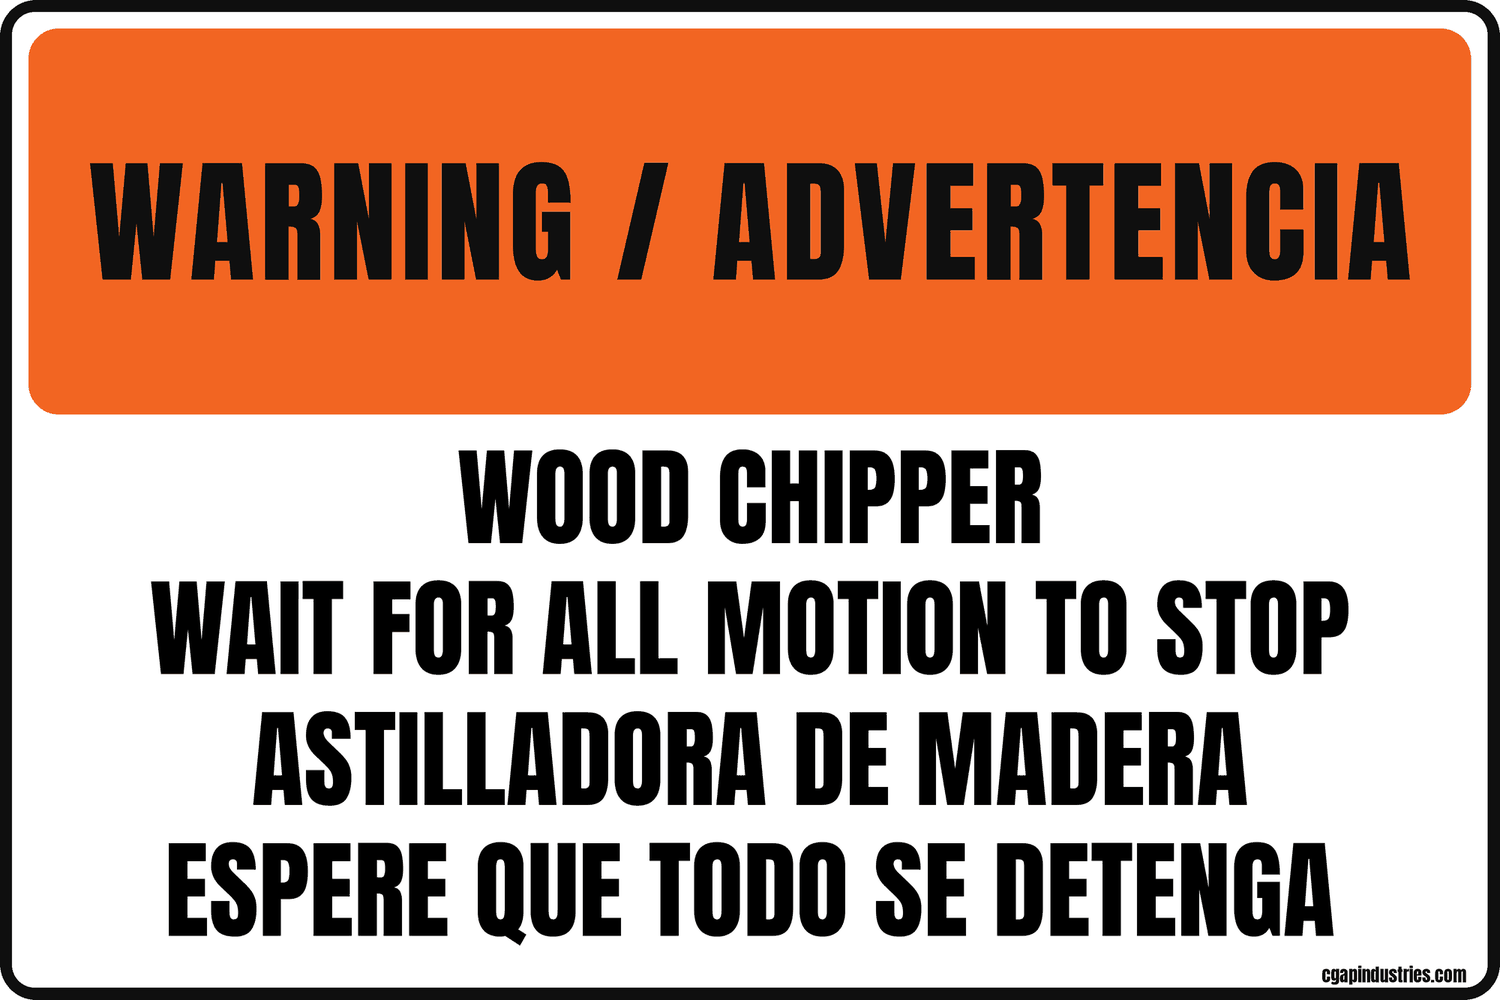 WARNING / ADVERTENCIA
WOOD CHIPPER
WAIT FOR ALL MOTION TO STOP
ASTILLADORA DE MADERA
ESPERE QUE TODO SE DETENGA
cgapindustries.com